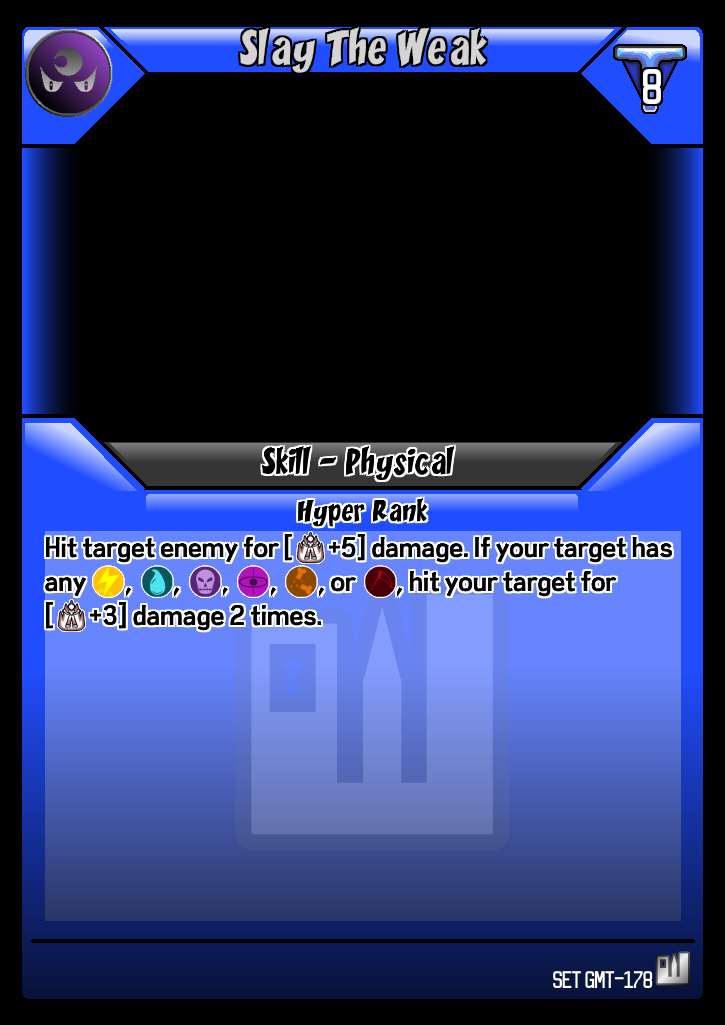 Slay The Weak
8
Skill - Physical
Hyper Rank
Hit target enemy for [ +5] damage. If your target has
any , , , , , or , hit your target for
[ +3] damage 2 times.
SET GMT-178